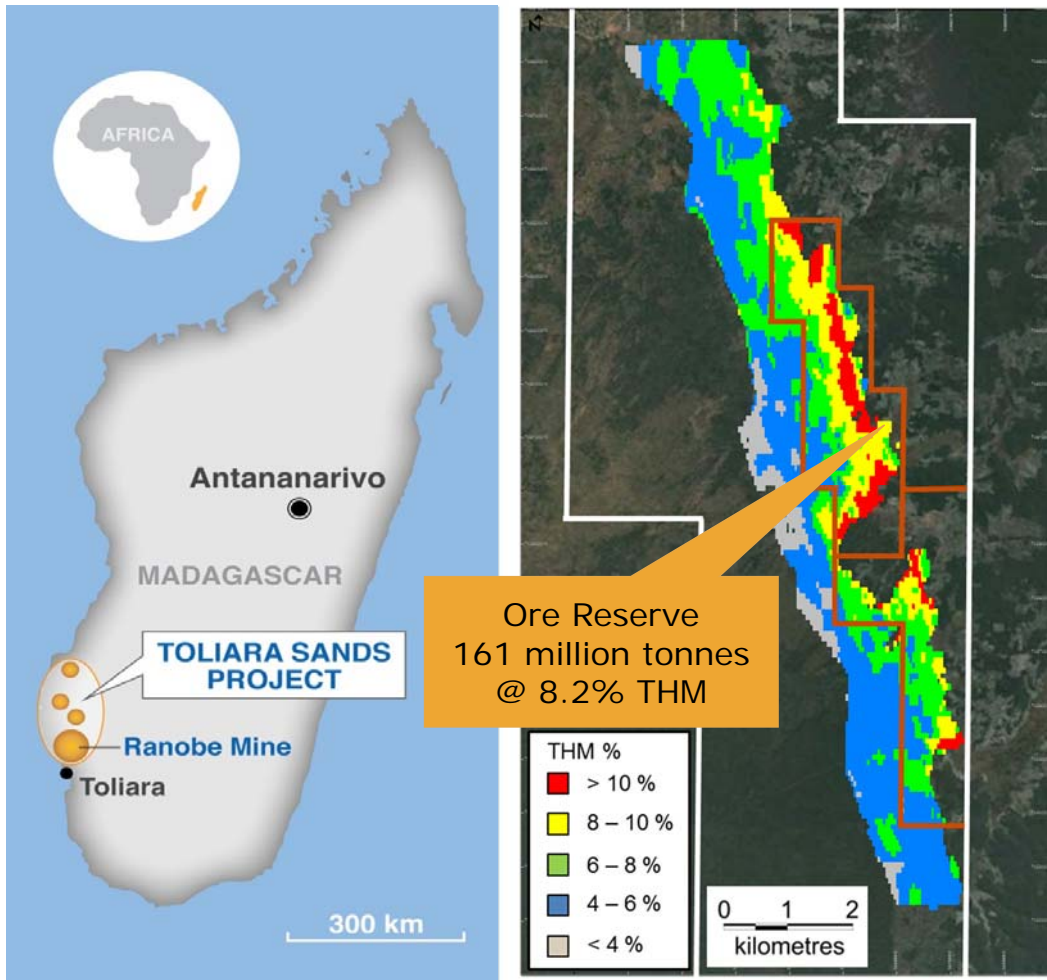 AFRICA
Antananarivo
MADAGASCAR
TOLIARA SANDS
PROJECT
Ranobe Mine
Toliara
300 km
N
Ore Reserve
161 million tonnes
@ 8.2% THM
THM %
> 10 %
8 – 10 %
6 – 8 %
4 – 6 %
< 4 %
0 1 2
kilometres